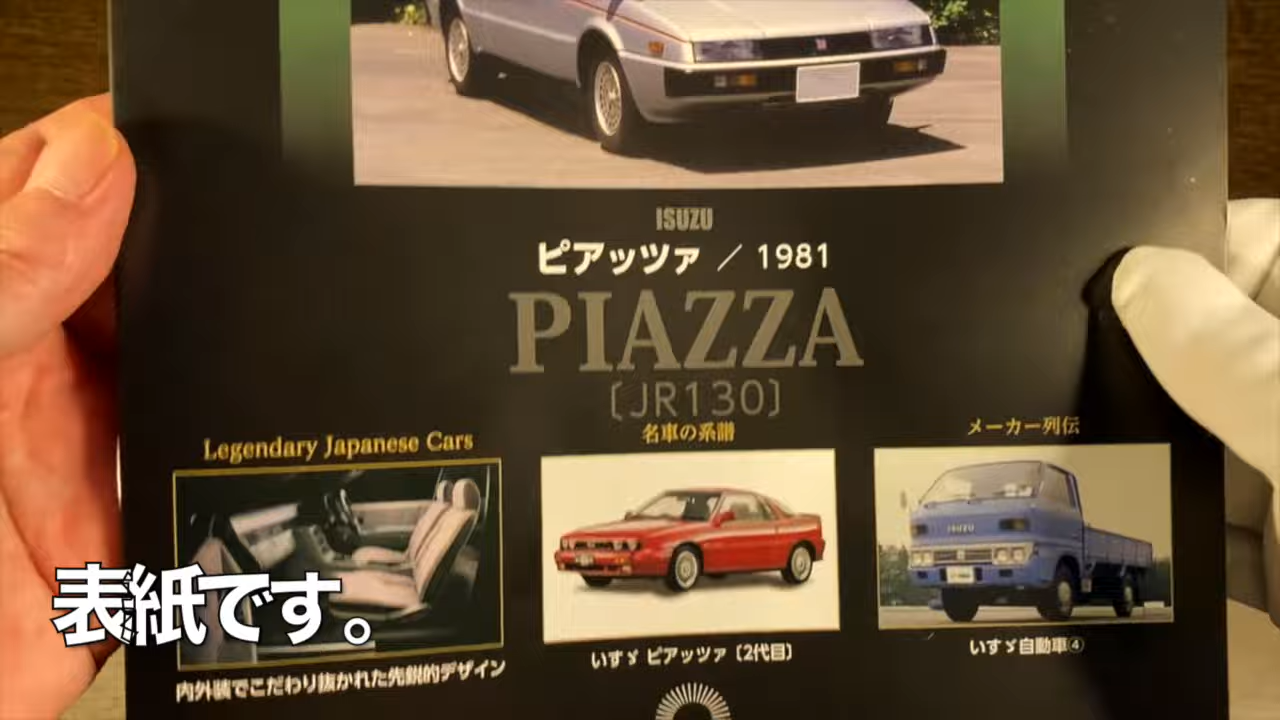 ISUZU
ピアッツァ / 1981
PIAZZA
〔JR130〕
Legendary Japanese Cars
名車の系譜
メーカー列伝
ISUZU
内外装でこだわり抜かれた先鋭的デザイン
いすゞ ピアッツァ〔2代目〕
いすゞ自動車④
表紙です。